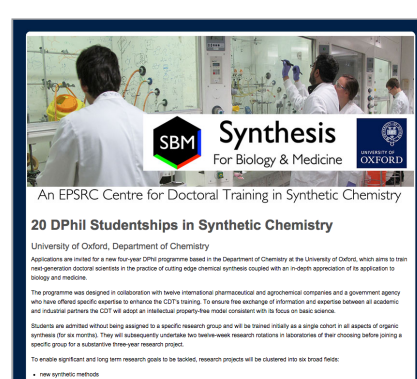 SBM
Synthesis
For Biology & Medicine
UNIVERSITY OF
OXFORD
An EPSRC Centre for Doctoral Training in Synthetic Chemistry
20 DPhil Studentships in Synthetic Chemistry
University of Oxford, Department of Chemistry
Applications are invited for a new four-year DPhil programme based in the Department of Chemistry at the University of Oxford, which aims to train
next-generation doctoral scientists in the practice of cutting edge chemical synthesis coupled with an in-depth appreciation of its application to
biology and medicine.
The programme was designed in collaboration with twelve international pharmaceutical and agrochemical companies and a government agency
who have offered specific expertise to enhance the CDT's training. To ensure free exchange of information and expertise between all academic
and industrial partners the CDT will adopt an intellectual property-free model consistent with its focus on basic science.
Students are admitted without being assigned to a specific research group and will be trained initially as a single cohort in all aspects of organic
synthesis (for six months). They will subsequently undertake two twelve-week research rotations in laboratories of their choosing before joining a
specific group for a substantive three-year research project.
To enable significant and long term research goals to be tackled, research projects will be clustered into six broad fields:
• new synthetic methods